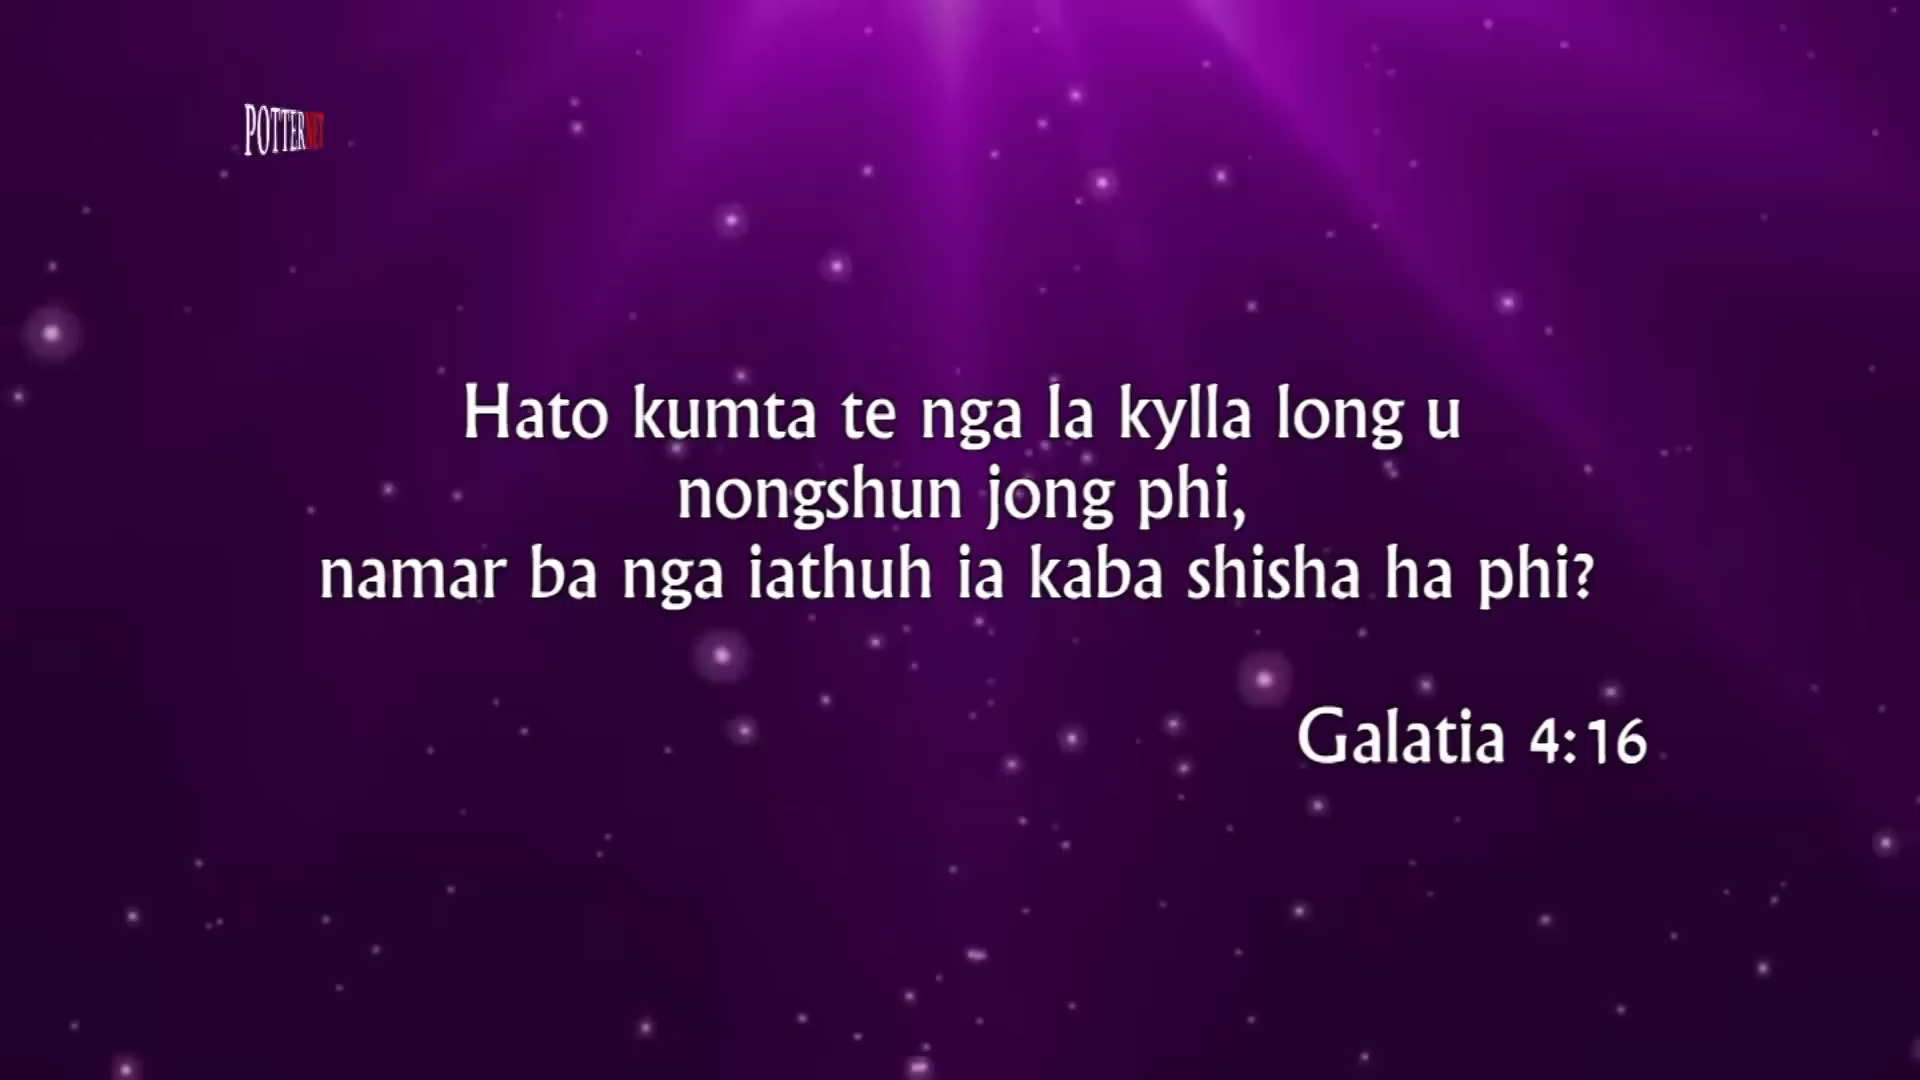 POTTERNET
Hato kumta te nga la kylla long u
nongshun jong phi,
namar ba nga iathuh ia kaba shisha ha phi?
Galatia 4:16